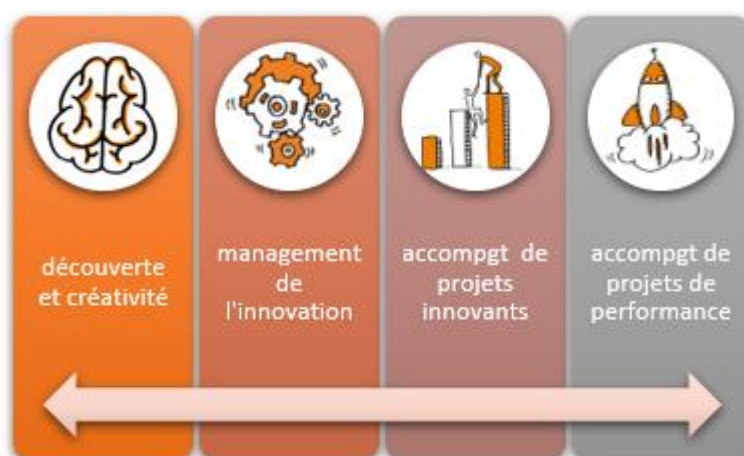 découverte
et créativité
management
de
l'innovation
accompgt de
projets
innovants
accompgt de
projets de
performance